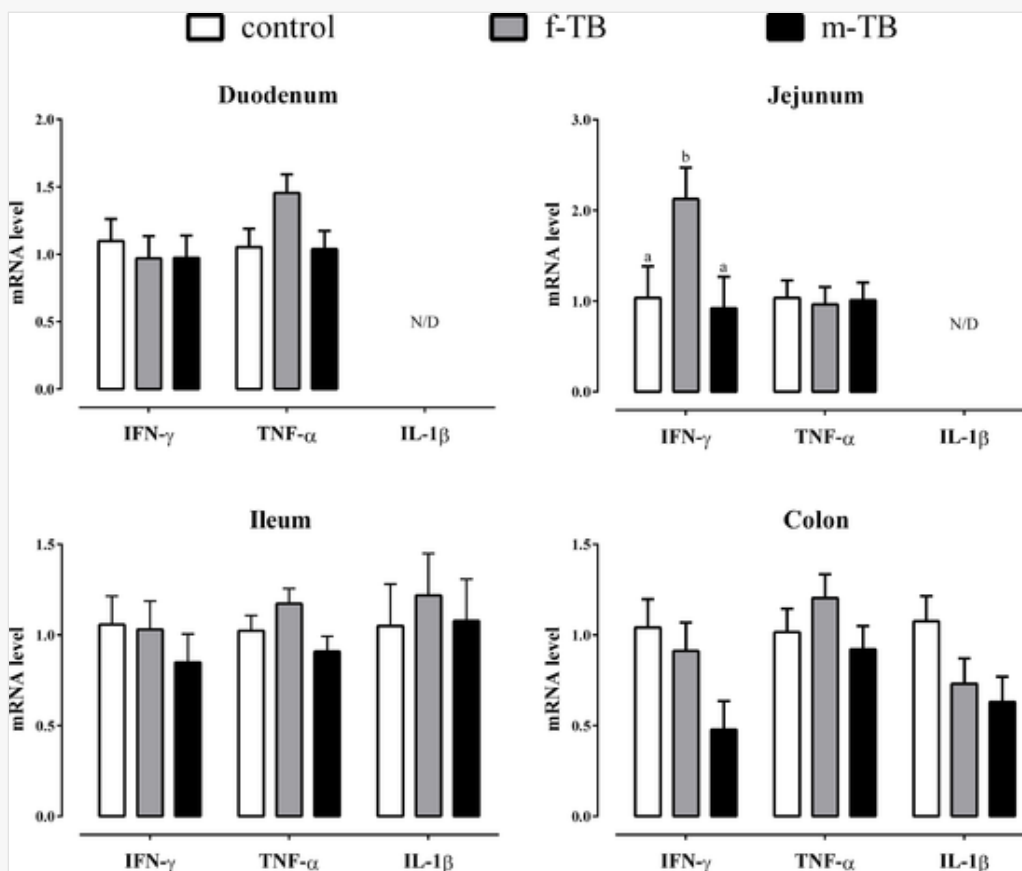 control f-TB m-TB
Duodenum
mRNA level
2.0
1.5
1.0
0.5
0.0
N/D
IFN-γ TNF-α IL-1β
Jejunum
mRNA level
3.0
2.0
1.0
0.0
a b a
N/D
IFN-γ TNF-α IL-1β
Ileum
mRNA level
1.5
1.0
0.5
0.0
IFN-γ TNF-α IL-1β
Colon
mRNA level
1.5
1.0
0.5
0.0
IFN-γ TNF-α IL-1β